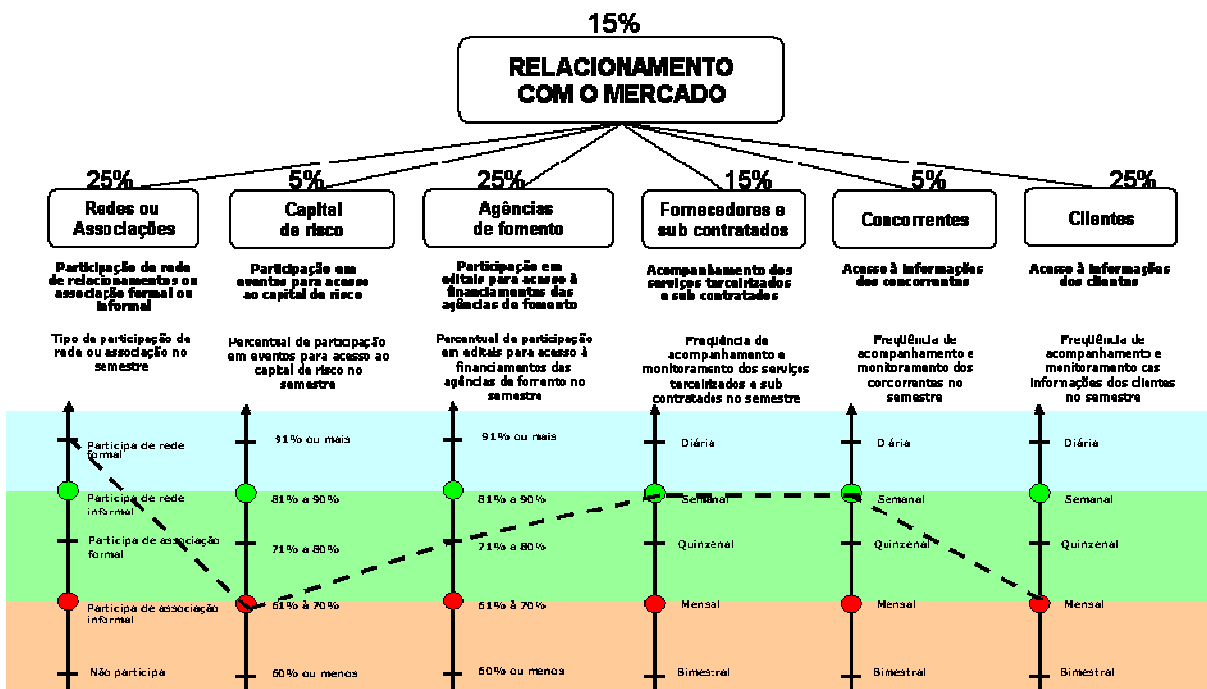 15%
RELACIONAMENTO
COM O MERCADO
25%
Redes ou
Associações
5%
Capital
de risco
25%
Agências
de fomento
15%
Fornecedores e
sub contratados
5%
Concorrentes
25%
Clientes
Participação de rede
de relacionamentos ou
associação formal ou
informal
Participação em
eventos para acesso
ao capital de risco
Participação em
editais para acesso à
financiamentos das
agências de fomento
Acompanhamento dos
serviços terceirizados
e sub contratados
Acesso à informações
dos concorrentes
Acesso à informações
dos clientes
Tipo de participação de
rede ou associação no
semestre
Percentual de participação
em eventos para acesso ao
capital de risco no
semestre
Percentual de participação
em editais para acesso à
financiamentos das
agências de fomento no
semestre
Freqüência de
acompanhamento e
monitoramento dos serviços
terceirizados e sub
contratados no semestre
Freqüência de
acompanhamento e
monitoramento dos
concorrentes no
semestre
Freqüência de
acompanhamento e
monitoramento das
informações dos clientes
no semestre
Participa de rede
formal
Participa de rede
informal
Participa de associação
formal
Participa de associação
informal
Não participa
91% ou mais
81% a 90%
71% a 80%
61% à 70%
60% ou menos
91% ou mais
81% a 90%
71% a 80%
61% à 70%
60% ou menos
Diária
Semanal
Quinzenal
Mensal
Bimestral
Diária
Semanal
Quinzenal
Mensal
Bimestral
Diária
Semanal
Quinzenal
Mensal
Bimestral